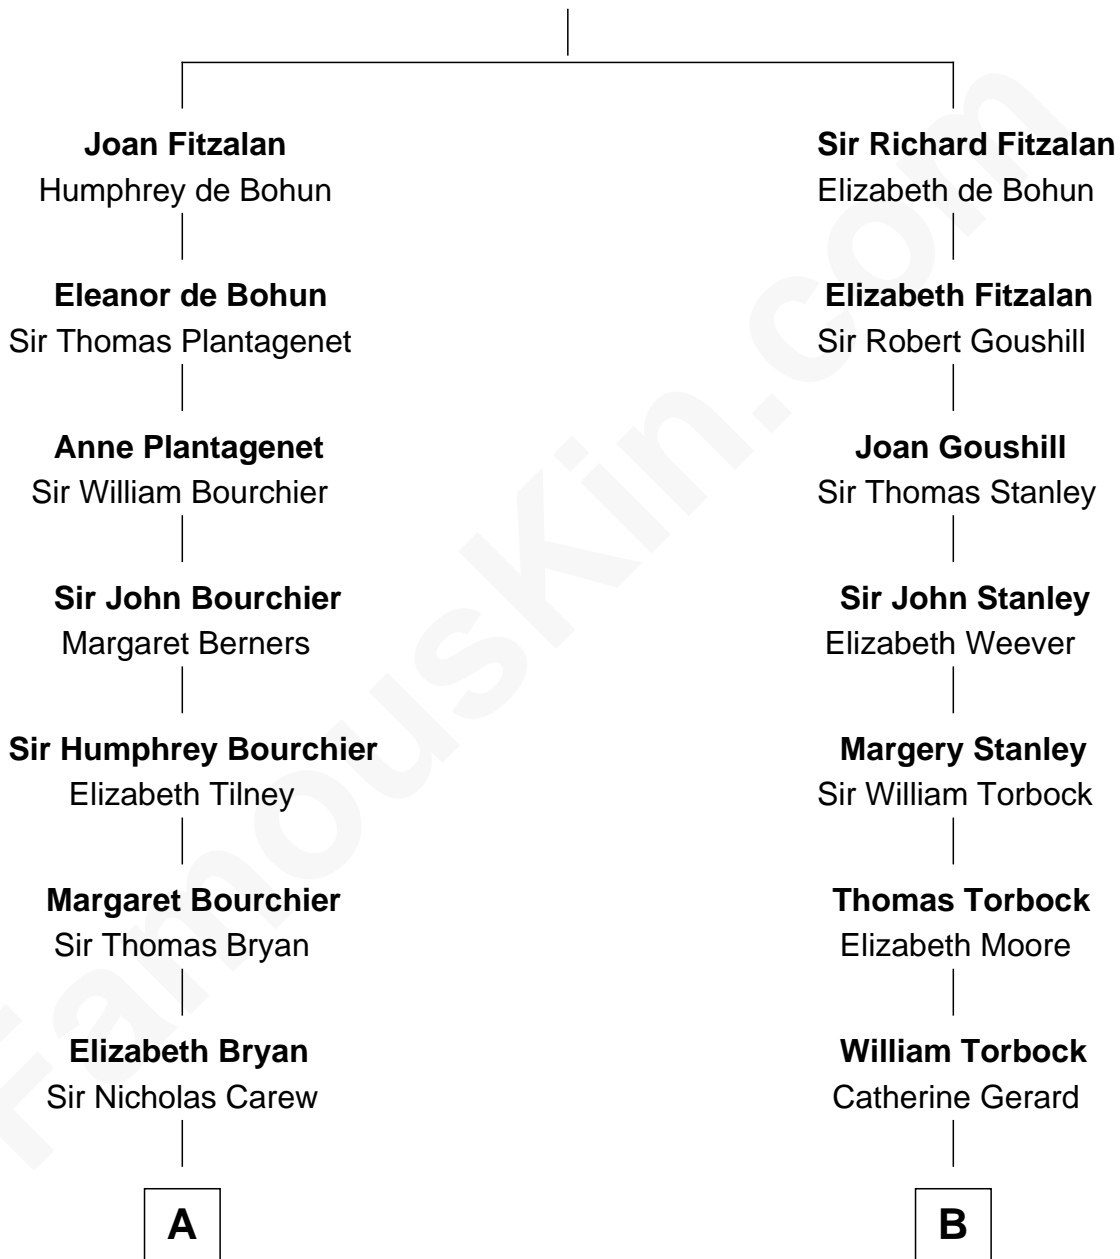 Joan Fitzalan
Humphrey de Bohun
Eleanor de Bohun
Sir Thomas Plantagenet
Anne Plantagenet
Sir William Bourchier
Sir John Bourchier
Margaret Berners
Sir Humphrey Bourchier
Elizabeth Tilney
Margaret Bourchier
Sir Thomas Bryan
Elizabeth Bryan
Sir Nicholas Carew
A
Sir Richard Fitzalan
Elizabeth de Bohun
Elizabeth Fitzalan
Sir Robert Goushill
Joan Goushill
Sir Thomas Stanley
Sir John Stanley
Elizabeth Weever
Margery Stanley
Sir William Torbock
Thomas Torbock
Elizabeth Moore
William Torbock
Catherine Gerard
B
FamousKin.com